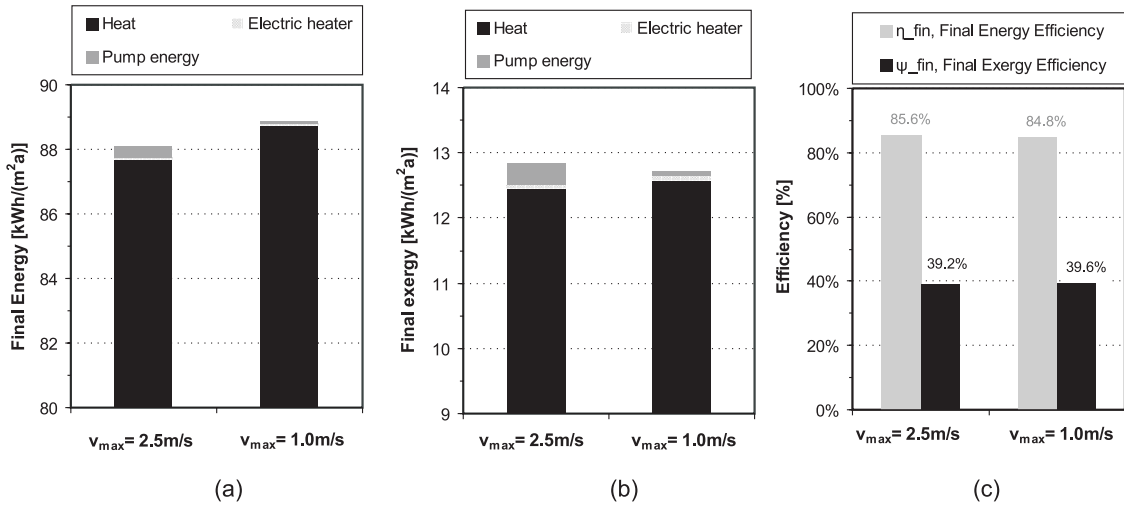 Heat
Electric heater
Pump energy
Final Energy [kWh/(m²a)]
90
88
86
84
82
80
v_max= 2.5m/s
v_max= 1.0m/s
(a)
Heat
Electric heater
Pump energy
Final exergy [kWh/(m²a)]
14
13
12
11
10
9
v_max= 2.5m/s
v_max= 1.0m/s
(b)
η_fin, Final Energy Efficiency
ψ_fin, Final Exergy Efficiency
Efficiency [%]
100%
80%
60%
40%
20%
0%
85.6%
84.8%
39.2%
39.6%
v_max= 2.5m/s
v_max= 1.0m/s
(c)